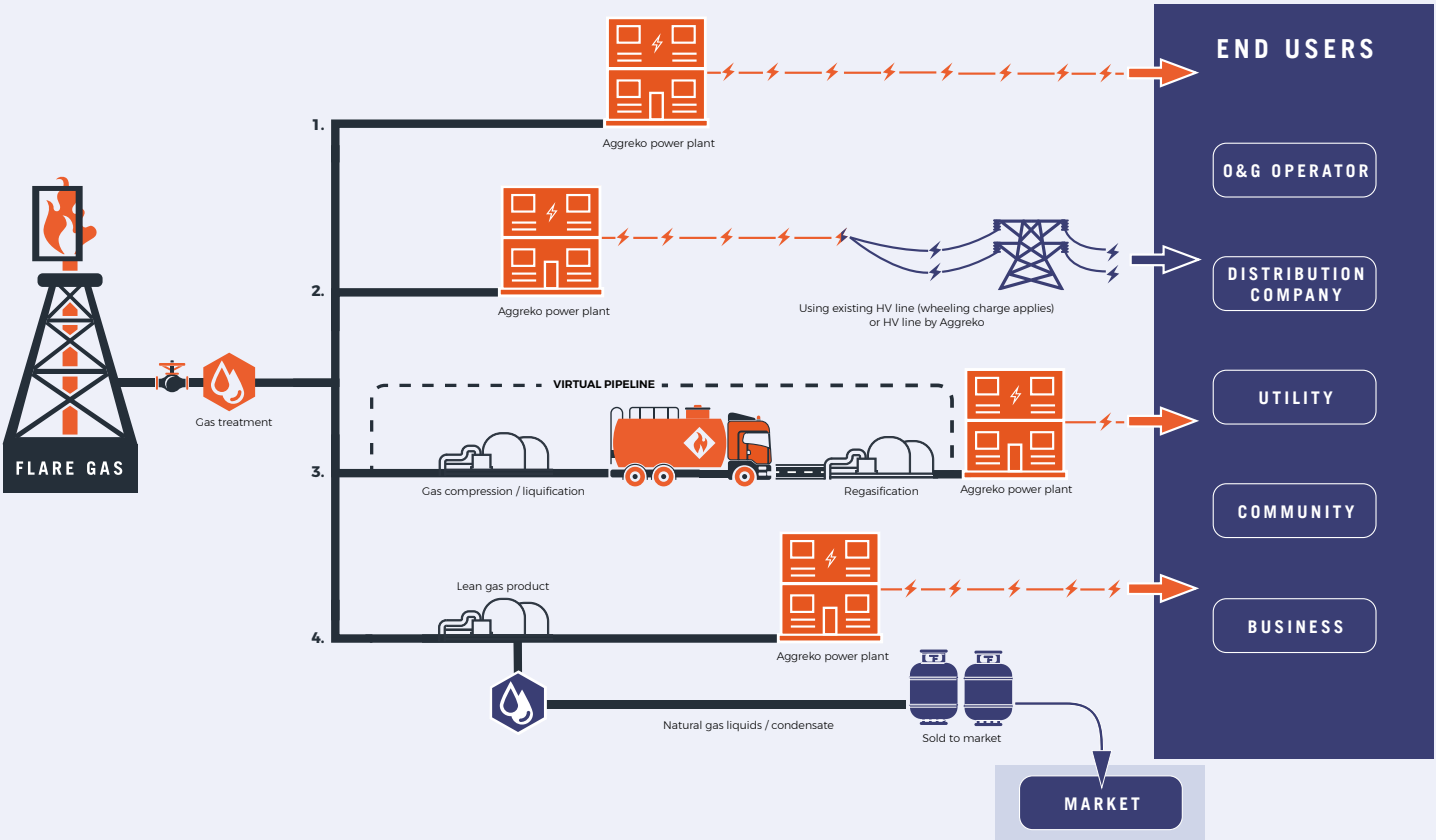 END USERS
1.
Aggreko power plant
O&G OPERATOR
2.
Aggreko power plant
Using existing HV line (wheeling charge applies)
or HV line by Aggreko
DISTRIBUTION
COMPANY
Gas treatment
FLARE GAS
VIRTUAL PIPELINE
3.
Gas compression / liquification
Regasification
Aggreko power plant
UTILITY
COMMUNITY
Lean gas product
4.
Aggreko power plant
BUSINESS
Natural gas liquids / condensate
Sold to market
MARKET